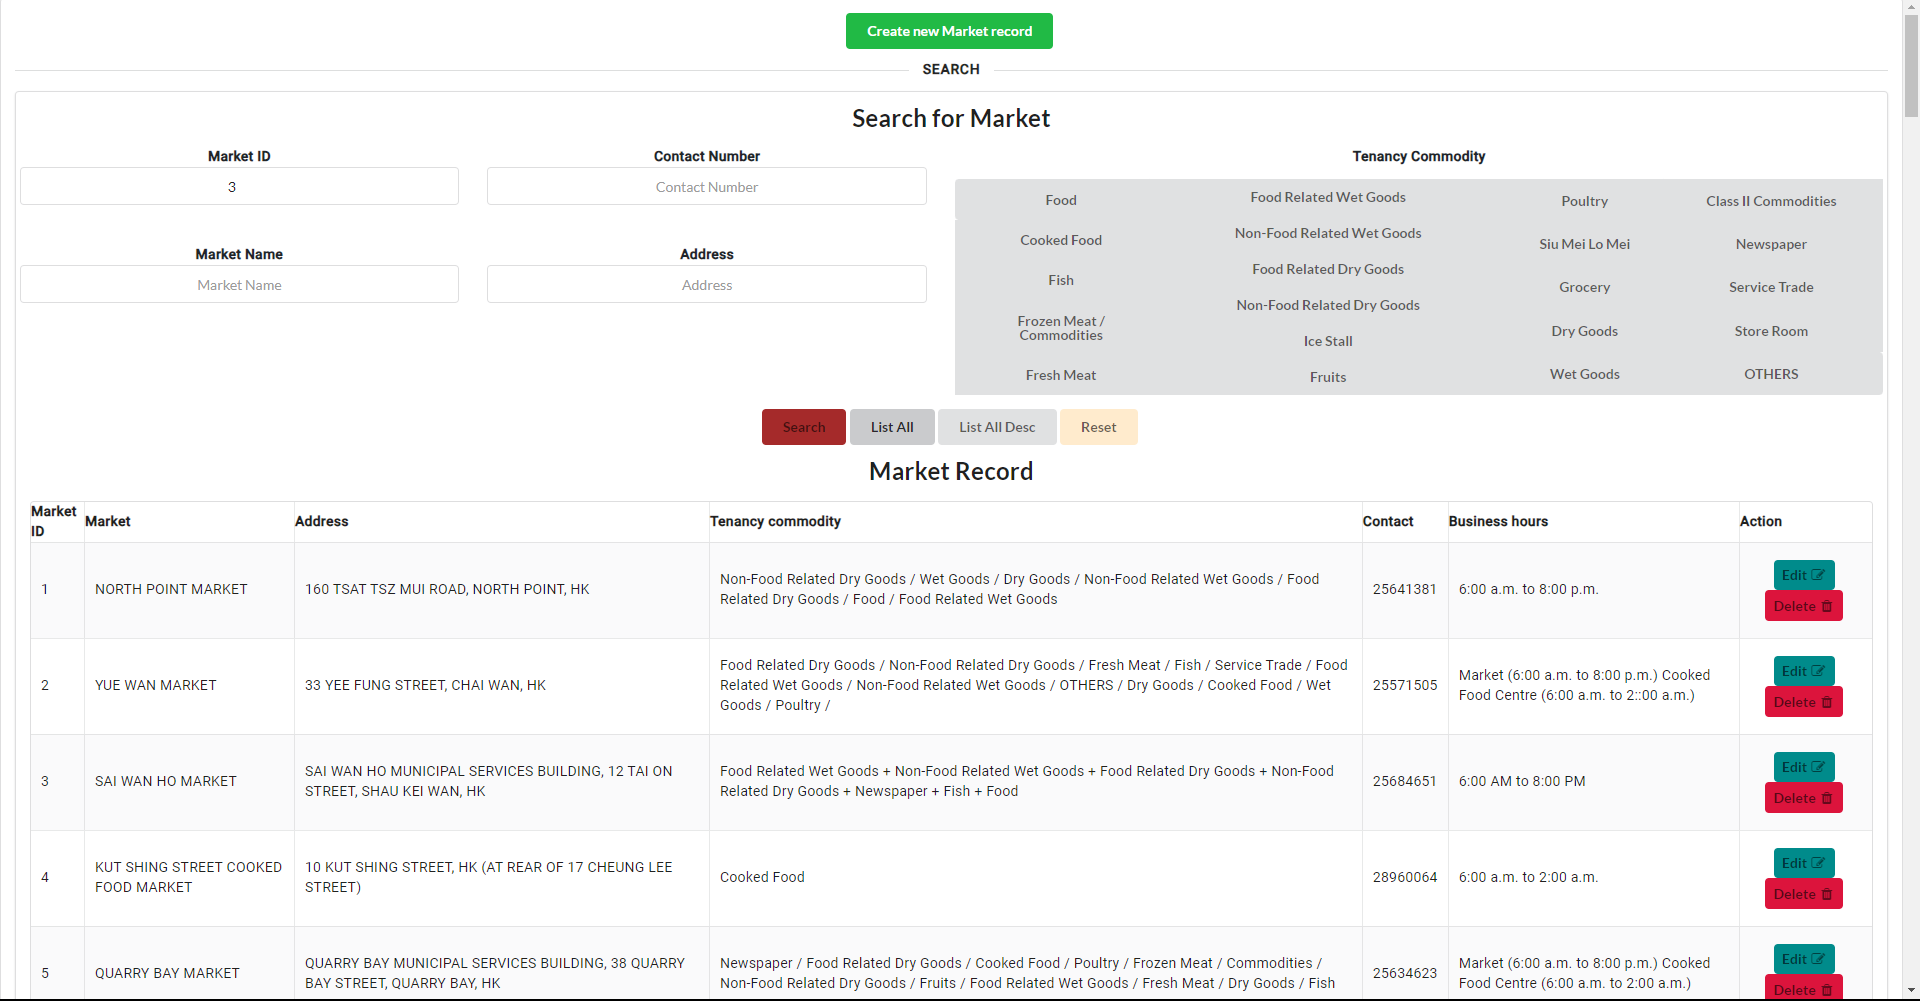 Create new Market record
SEARCH
Search for Market
Market ID
3
Contact Number
Contact Number
Market Name
Market Name
Address
Address
Tenancy Commodity
Food
Cooked Food
Fish
Frozen Meat /
Commodities
Fresh Meat
Food Related Wet Goods
Non-Food Related Wet Goods
Food Related Dry Goods
Non-Food Related Dry Goods
Ice Stall
Fruits
Poultry
Siu Mei Lo Mei
Grocery
Dry Goods
Wet Goods
Class II Commodities
Newspaper
Service Trade
Store Room
OTHERS
Search
List All
List All Desc
Reset
Market Record
Market
ID
Market
Address
Tenancy commodity
Contact
Business hours
Action
1
NORTH POINT MARKET
160 TSAT TSZ MUI ROAD, NORTH POINT, HK
Non-Food Related Dry Goods / Wet Goods / Dry Goods / Non-Food Related Wet Goods / Food
Related Dry Goods / Food / Food Related Wet Goods
25641381
6:00 a.m. to 8:00 p.m.
Edit
Delete
2
YUE WAN MARKET
33 YEE FUNG STREET, CHAI WAN, HK
Food Related Dry Goods / Non-Food Related Dry Goods / Fresh Meat / Fish / Service Trade / Food
Related Wet Goods / Non-Food Related Wet Goods / OTHERS / Dry Goods / Cooked Food / Wet
Goods / Poultry /
25571505
Market (6:00 a.m. to 8:00 p.m.) Cooked
Food Centre (6:00 a.m. to 2::00 a.m.)
Edit
Delete
3
SAI WAN HO MARKET
SAI WAN HO MUNICIPAL SERVICES BUILDING, 12 TAI ON
STREET, SHAU KEI WAN, HK
Food Related Wet Goods + Non-Food Related Wet Goods + Food Related Dry Goods + Non-Food
Related Dry Goods + Newspaper + Fish + Food
25684651
6:00 AM to 8:00 PM
Edit
Delete
4
KUT SHING STREET COOKED
FOOD MARKET
10 KUT SHING STREET, HK (AT REAR OF 17 CHEUNG LEE
STREET)
Cooked Food
28960064
6:00 a.m. to 2:00 a.m.
Edit
Delete
5
QUARRY BAY MARKET
QUARRY BAY MUNICIPAL SERVICES BUILDING, 38 QUARRY
BAY STREET, QUARRY BAY, HK
Newspaper / Food Related Dry Goods / Cooked Food / Poultry / Frozen Meat / Commodities /
Non-Food Related Dry Goods / Fruits / Food Related Wet Goods / Fresh Meat / Dry Goods / Fish
25634623
Market (6:00 a.m. to 8:00 p.m.) Cooked
Food Centre (6:00 a.m. to 2:00 a.m.)
Edit
Delete